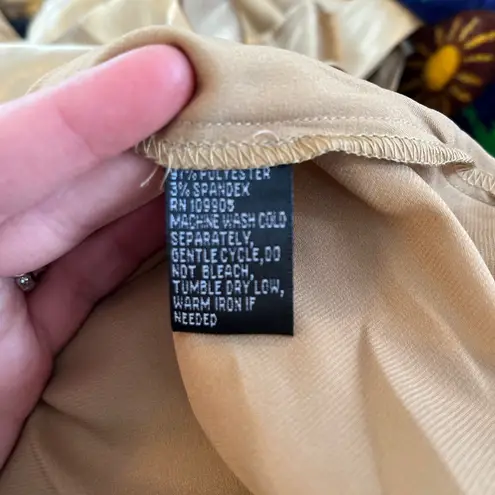 97% POLYESTER
3% SPANDEX
RN 109905
MACHINE WASH COLD
SEPARATELY,
GENTLE CYCLE,DO
NOT BLEACH,
TUMBLE DRY LOW,
WARM IRON IF
NEEDED